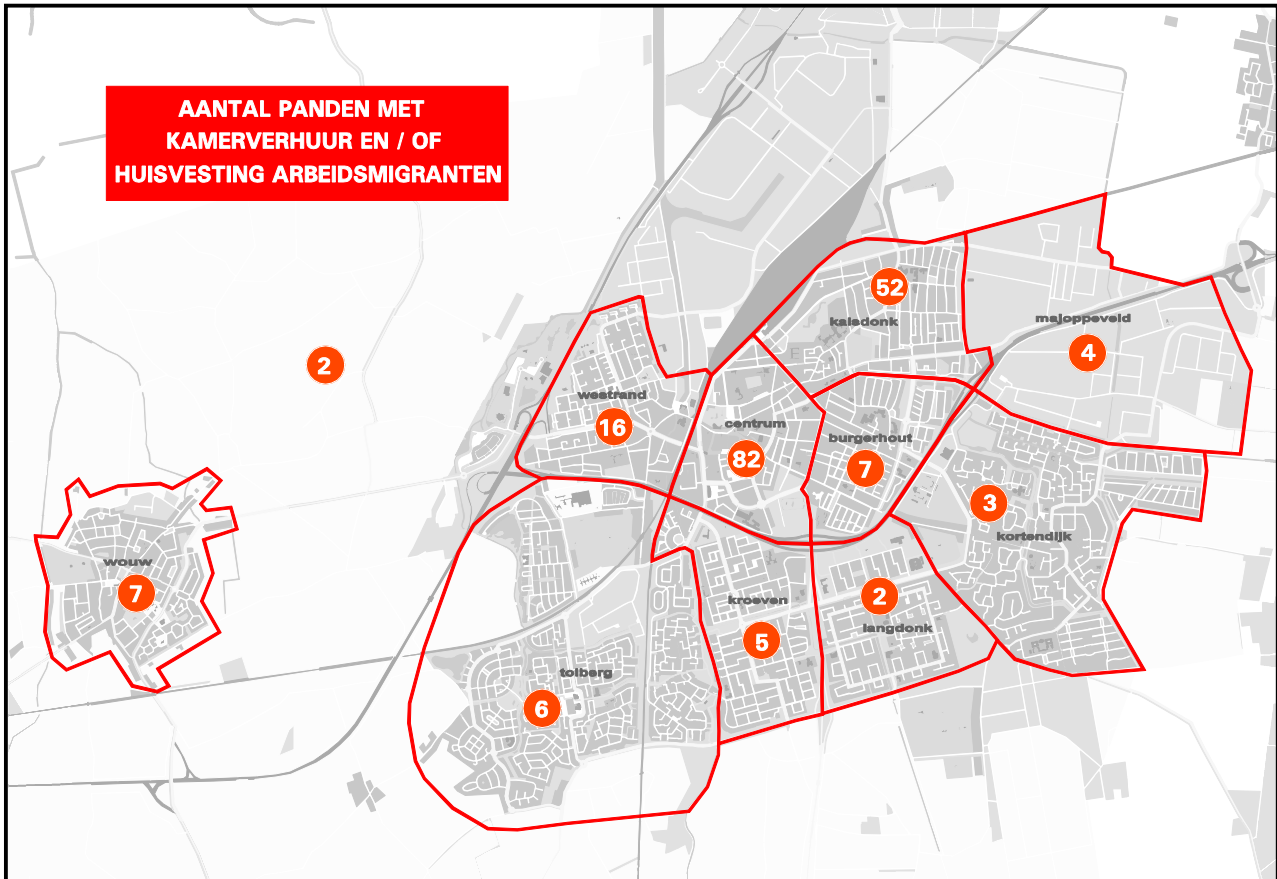 AANTAL PANDEN MET
KAMERVERHUUR EN / OF
HUISVESTING ARBEIDSMIGRANTEN
52
kalsdonk
majoppeveld
4
2
westrand
16
centrum
82
burgerhout
7
3
kortendijk
wouw
7
kroeven
5
2
langdonk
tolberg
6